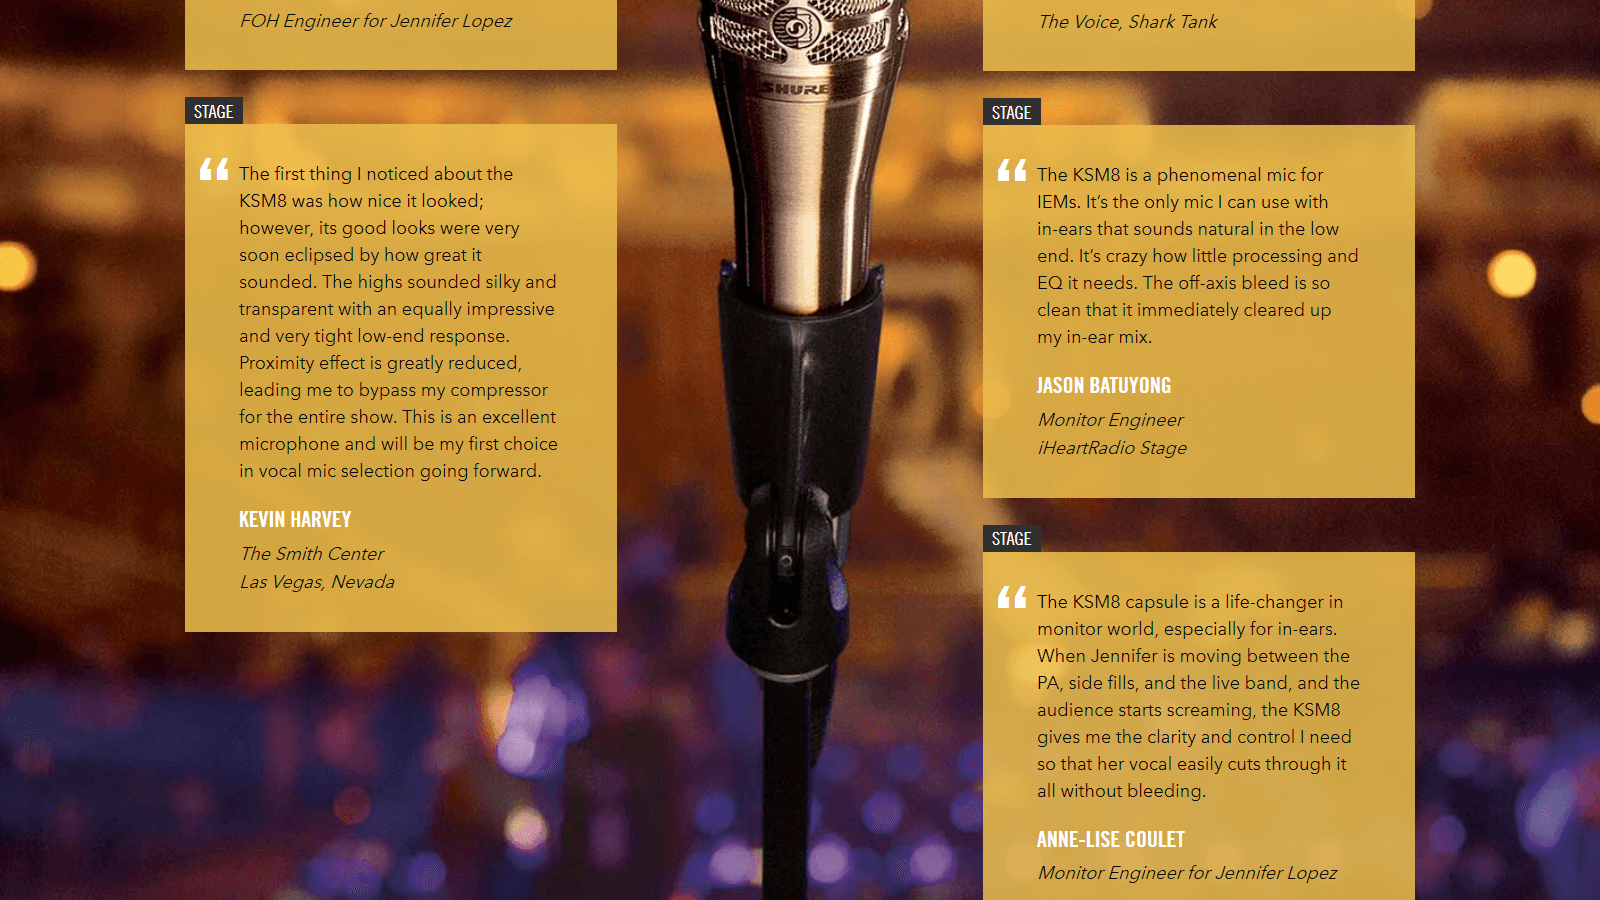 FOH Engineer for Jennifer Lopez
STAGE
The first thing I noticed about the
KSM8 was how nice it looked;
however, its good looks were very
soon eclipsed by how great it
sounded. The highs sounded silky and
transparent with an equally impressive
and very tight low-end response.
Proximity effect is greatly reduced,
leading me to bypass my compressor
for the entire show. This is an excellent
microphone and will be my first choice
in vocal mic selection going forward.
KEVIN HARVEY
The Smith Center
Las Vegas, Nevada
SHURE
The Voice, Shark Tank
STAGE
The KSM8 is a phenomenal mic for
IEMs. It’s the only mic I can use with
in-ears that sounds natural in the low
end. It’s crazy how little processing and
EQ it needs. The off-axis bleed is so
clean that it immediately cleared up
my in-ear mix.
JASON BATUYONG
Monitor Engineer
iHeartRadio Stage
STAGE
The KSM8 capsule is a life-changer in
monitor world, especially for in-ears.
When Jennifer is moving between the
PA, side fills, and the live band, and the
audience starts screaming, the KSM8
gives me the clarity and control I need
so that her vocal easily cuts through it
all without bleeding.
ANNE-LISE COULET
Monitor Engineer for Jennifer Lopez